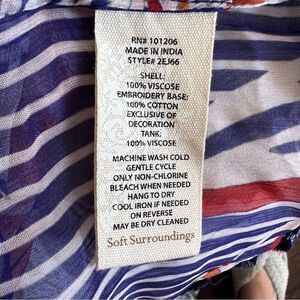 RN# 101206
MADE IN INDIA
STYLE# 2EJ66
SHELL:
100% VISCOSE
EMBROIDERY BASE:
100% COTTON
EXCLUSIVE OF
DECORATION
TANK:
100% VISCOSE
MACHINE WASH COLD
GENTLE CYCLE
ONLY NON-CHLORINE
BLEACH WHEN NEEDED
HANG TO DRY
COOL IRON IF NEEDED
ON REVERSE
MAY BE DRY CLEANED
Soft Surroundings